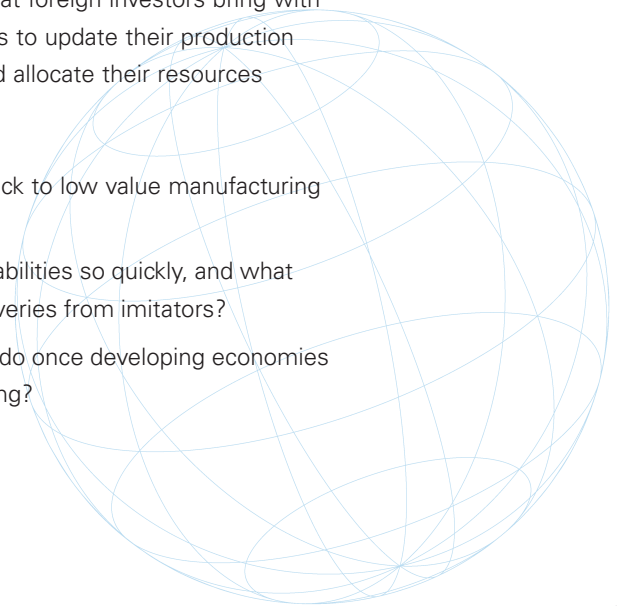 at foreign investors bring with
s to update their production
d allocate their resources
ck to low value manufacturing
abilities so quickly, and what
veries from imitators?
do once developing economies
ng?